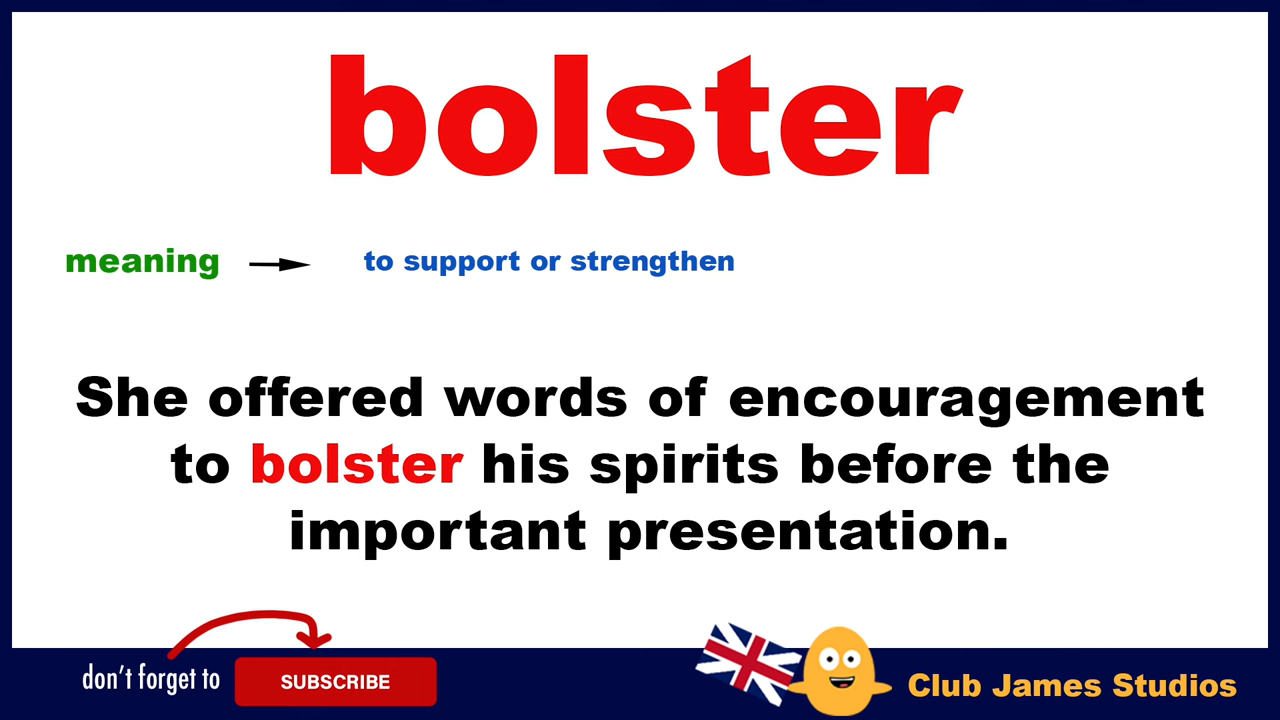 bolster
meaning
to support or strengthen
She offered words of encouragement
to bolster his spirits before the
important presentation.
don't forget to
SUBSCRIBE
Club James Studios